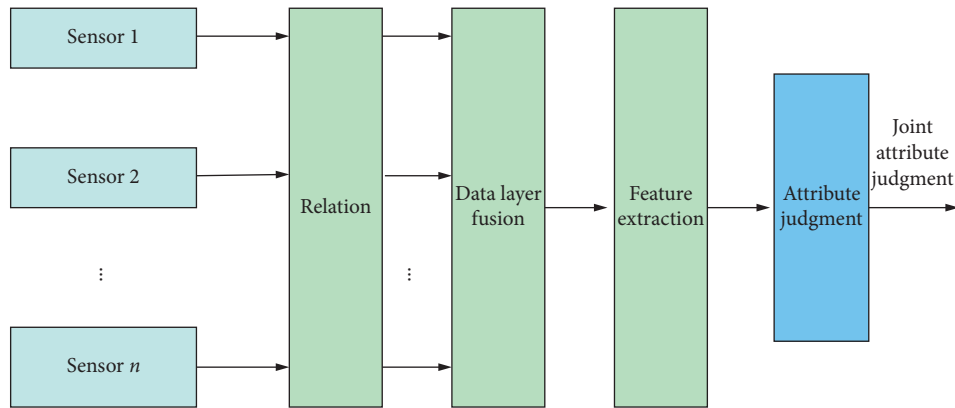 Sensor 1
Sensor 2
⋮
Sensor n
Relation
⋮
Data layer
fusion
Feature
extraction
Attribute
judgment
Joint
attribute
judgment